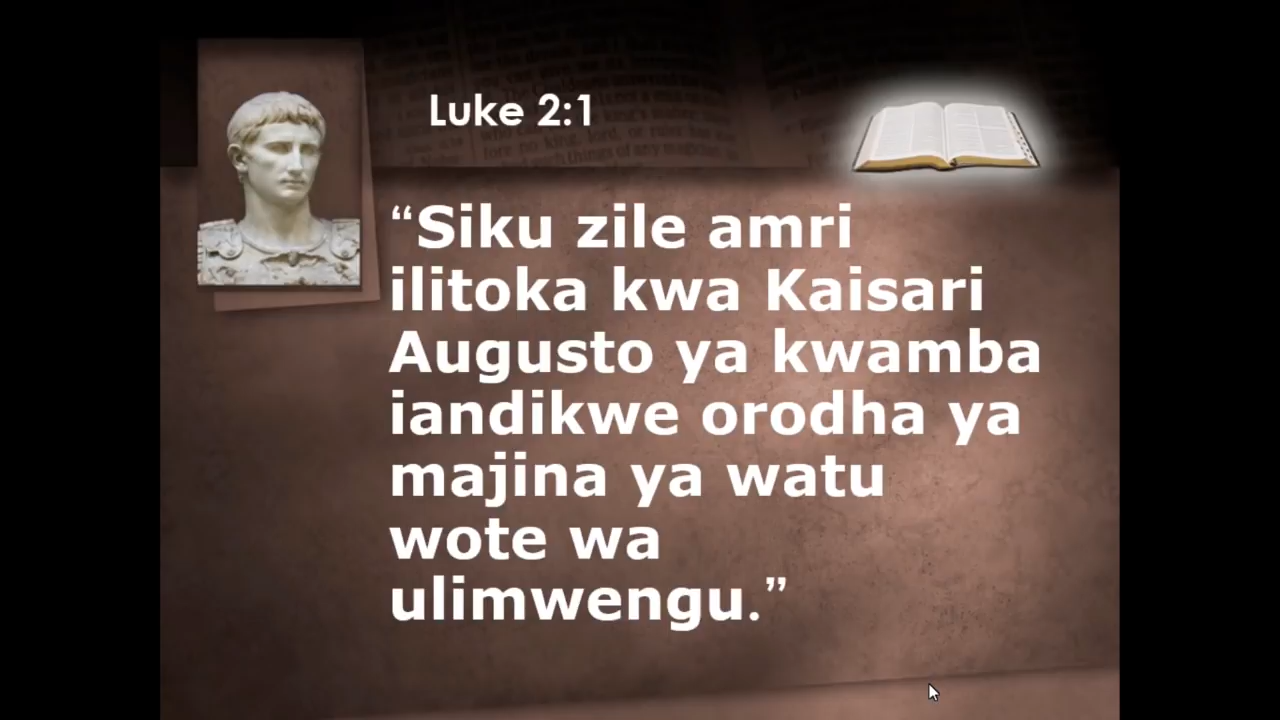 Luke 2:1
“Siku zile amri
ilitoka kwa Kaisari
Augusto ya kwamba
iandikwe orodha ya
majina ya watu
wote wa
ulimwengu.”